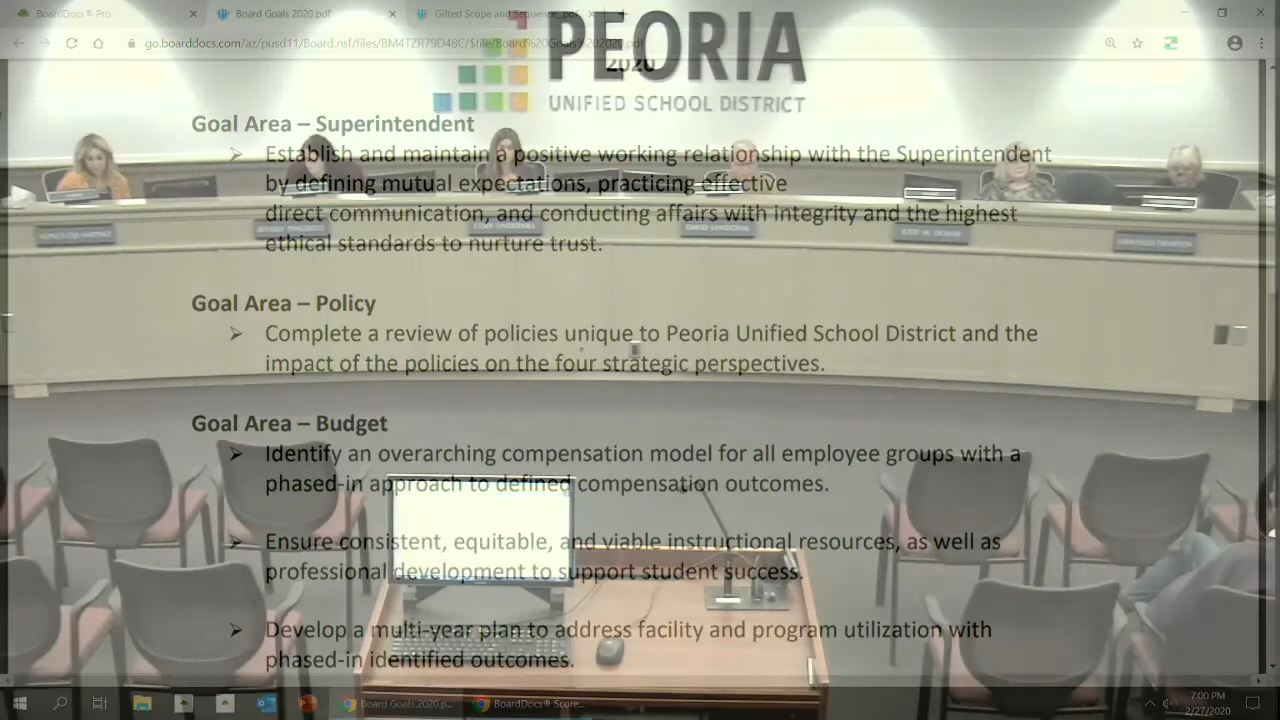 BoardDocs® Pro
Board Goals 2020.pdf
Gifted Scope and Sequence_.pdf
go.boarddocs.com/az/pusd11/Board.nsf/files/BM4TZR79D48C/$file/Board%20Goals%202020.pdf
PEORIA
UNIFIED SCHOOL DISTRICT
2020
Goal Area – Superintendent
➢ Establish and maintain a positive working relationship with the Superintendent
by defining mutual expectations, practicing effective
direct communication, and conducting affairs with integrity and the highest
ethical standards to nurture trust.
Goal Area – Policy
➢ Complete a review of policies unique to Peoria Unified School District and the
impact of the policies on the four strategic perspectives.
Goal Area – Budget
➢ Identify an overarching compensation model for all employee groups with a
phased-in approach to defined compensation outcomes.
➢ Ensure consistent, equitable, and viable instructional resources, as well as
professional development to support student success.
➢ Develop a multi-year plan to address facility and program utilization with
phased-in identified outcomes.
Board Goals 2020.p...
BoardDocs® Score...
7:00 PM
2/27/2020